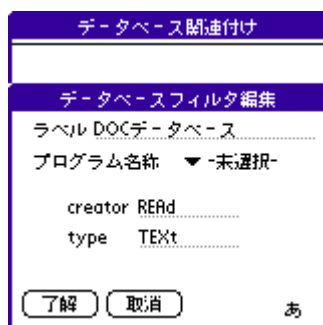 データベース関連付け
データベースフィルタ編集
ラベル DOCデータベース
プログラム名称 ▼ -未選択-
creator REAd
type TEXt
了解 取消 あ